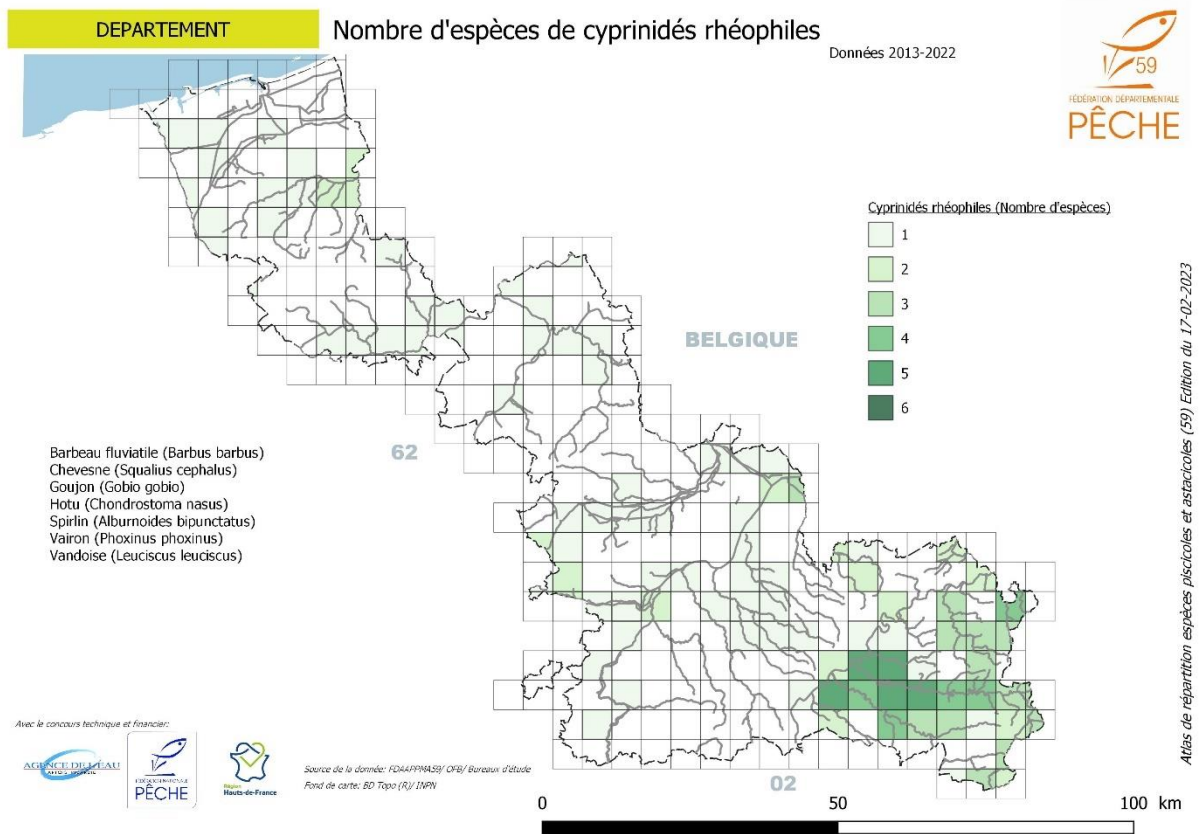 DEPARTEMENT
Nombre d'espèces de cyprinidés rhéophiles
Données 2013-2022
59
FÉDÉRATION DÉPARTEMENTALE
PÊCHE
Cyprinidés rhéophiles (Nombre d'espèces)
1
2
3
4
5
6
BELGIQUE
62
Barbeau fluviatile (Barbus barbus)
Chevesne (Squalius cephalus)
Goujon (Gobio gobio)
Hotu (Chondrostoma nasus)
Spirlin (Alburnoides bipunctatus)
Vairon (Phoxinus phoxinus)
Vandoise (Leuciscus leuciscus)
Atlas de répartition espèces piscicoles et astacicoles (59) Edition du 17-02-2023
Avec le concours technique et financier:
AGENCE DE L'EAU
PÊCHE
Région
Hauts-de-France
Source de la donnée: FDAAPPMA59/ OFB/ Bureaux d'étude
Fond de carte: BD Topo (R)/ INPN
02
0
50
100 km